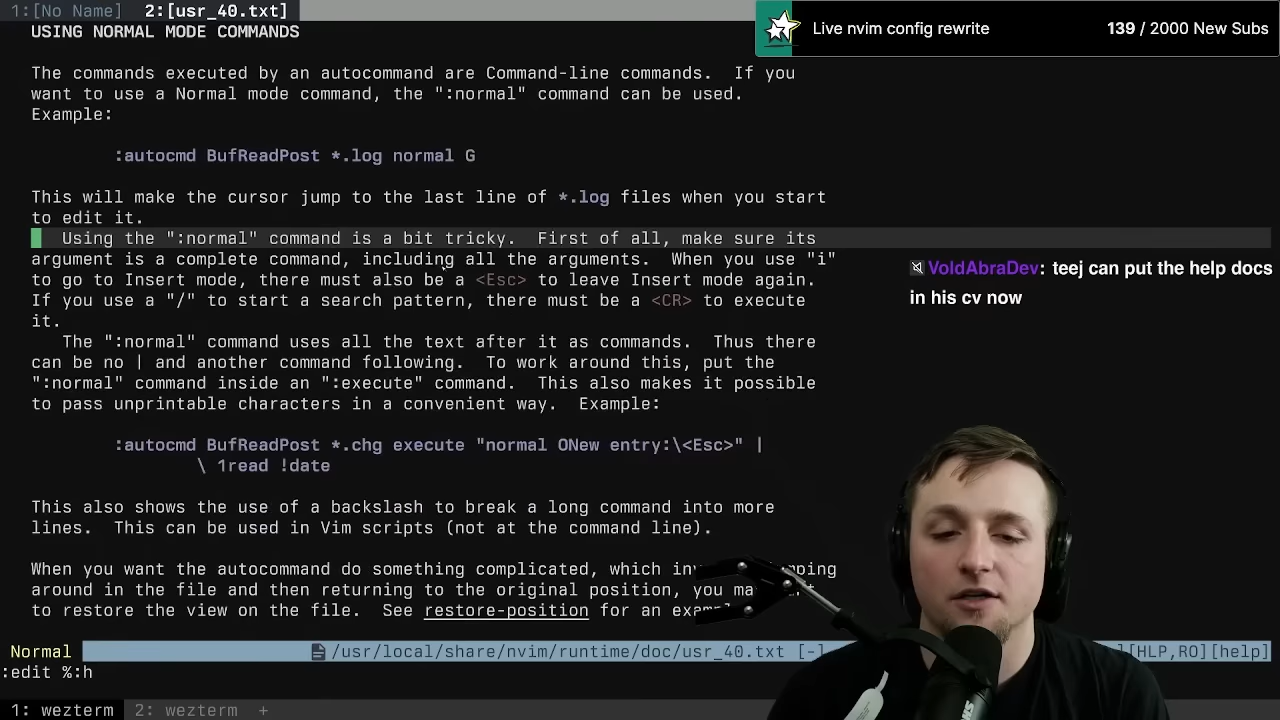 1:[No Name]  2:[usr_40.txt]
Live nvim config rewrite
139 / 2000 New Subs
USING NORMAL MODE COMMANDS
The commands executed by an autocommand are Command-line commands.  If you
want to use a Normal mode command, the ":normal" command can be used.
Example:
:autocmd BufReadPost *.log normal G
This will make the cursor jump to the last line of *.log files when you start
to edit it.
Using the ":normal" command is a bit tricky.  First of all, make sure its
argument is a complete command, including all the arguments.  When you use "i"
to go to Insert mode, there must also be a <Esc> to leave Insert mode again.
If you use a "/" to start a search pattern, there must be a <CR> to execute
it.
The ":normal" command uses all the text after it as commands.  Thus there
can be no | and another command following.  To work around this, put the
":normal" command inside an ":execute" command.  This also makes it possible
to pass unprintable characters in a convenient way.  Example:
:autocmd BufReadPost *.chg execute "normal ONew entry:\<Esc>" |
\ 1read !date
This also shows the use of a backslash to break a long command into more
lines.  This can be used in Vim scripts (not at the command line).
When you want the autocommand do something complicated, which
around in the file and then returning to the original position, you
to restore the view on the file.  See restore-position for an
VoldAbraDev: teej can put the help docs
in his cv now
Normal
/usr/local/share/nvim/runtime/doc/usr_40.txt [-]
[HLP,RO][help]
:edit %:h
1: wezterm  2: wezterm  +